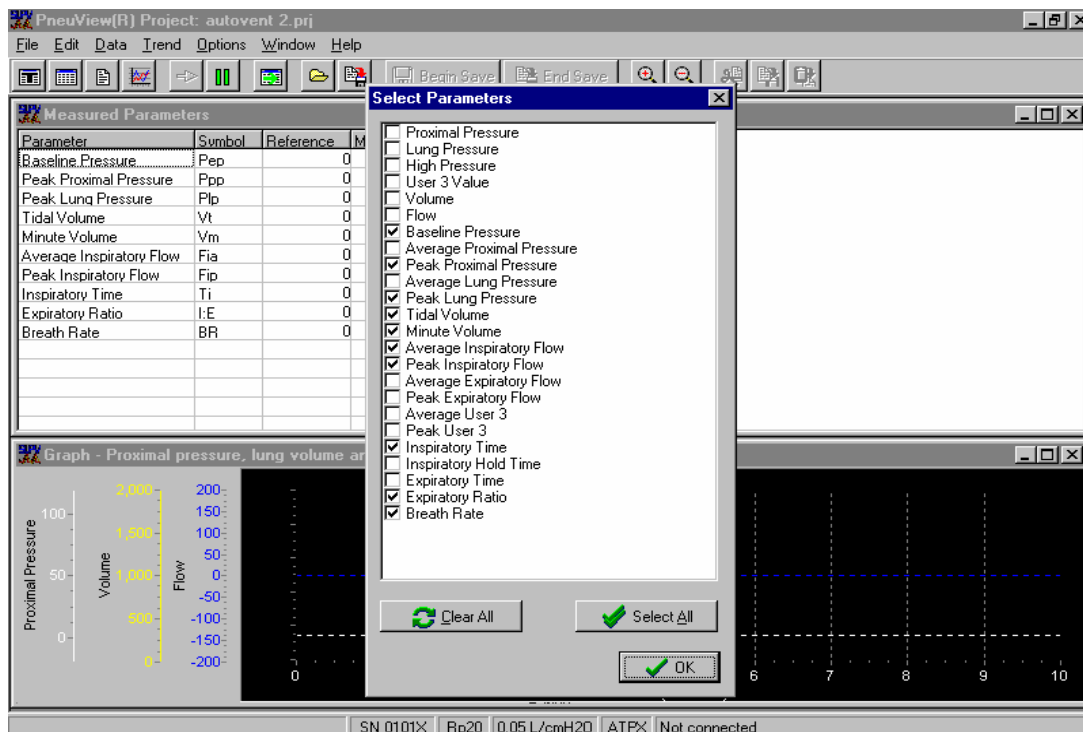 PneuView(R) Project: autovent 2.prj
File Edit Data Trend Options Window Help
Begin Save End Save
Measured Parameters
Parameter Symbol Reference M
Baseline Pressure Pep 0
Peak Proximal Pressure Ppp 0
Peak Lung Pressure Plp 0
Tidal Volume Vt 0
Minute Volume Vm 0
Average Inspiratory Flow Fia 0
Peak Inspiratory Flow Fip 0
Inspiratory Time Ti 0
Expiratory Ratio I:E 0
Breath Rate BR 0
Select Parameters
Proximal Pressure
Lung Pressure
High Pressure
User 3 Value
Volume
Flow
Baseline Pressure
Average Proximal Pressure
Peak Proximal Pressure
Average Lung Pressure
Peak Lung Pressure
Tidal Volume
Minute Volume
Average Inspiratory Flow
Peak Inspiratory Flow
Average Expiratory Flow
Peak Expiratory Flow
Average User 3
Peak User 3
Inspiratory Time
Inspiratory Hold Time
Expiratory Time
Expiratory Ratio
Breath Rate
Clear All Select All
OK
Graph - Proximal pressure, lung volume ar
Proximal Pressure
100
50
0
Volume
2,000
1,500
1,000
500
0
Flow
200
150
100
50
0
-50
-100
-150
-200
0 6 7 8 9 10
SN 0101X Rp20 0.05 L/cmH2O ATPX Not connected